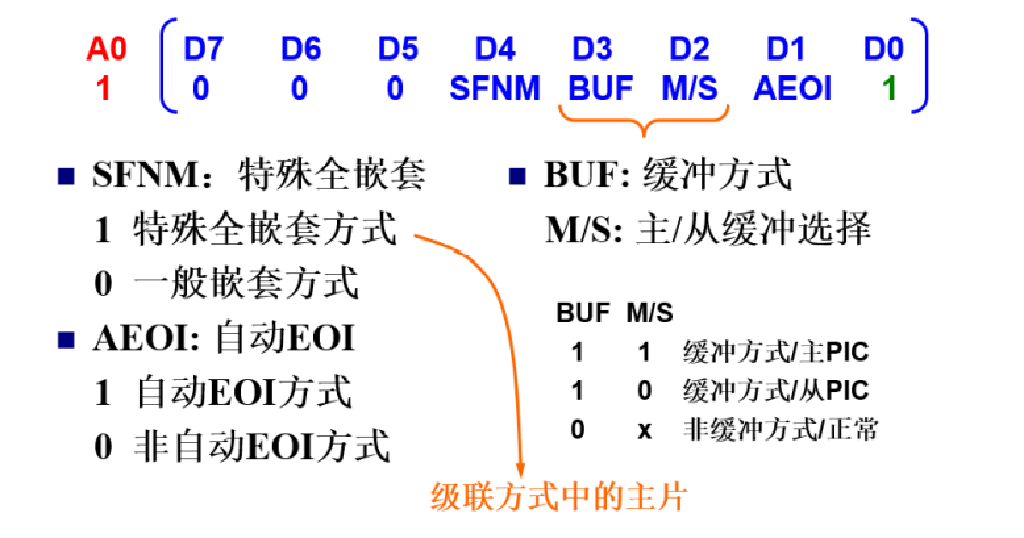 A0 D7 D6 D5 D4 D3 D2 D1 D0
1 0 0 0 SFNM BUF M/S AEOI 1
SFNM：特殊全嵌套
1 特殊全嵌套方式
0 一般嵌套方式
AEOI: 自动EOI
1 自动EOI方式
0 非自动EOI方式
BUF: 缓冲方式
M/S: 主/从缓冲选择
BUF M/S
1 1 缓冲方式/主PIC
1 0 缓冲方式/从PIC
0 x 非缓冲方式/正常
级联方式中的主片